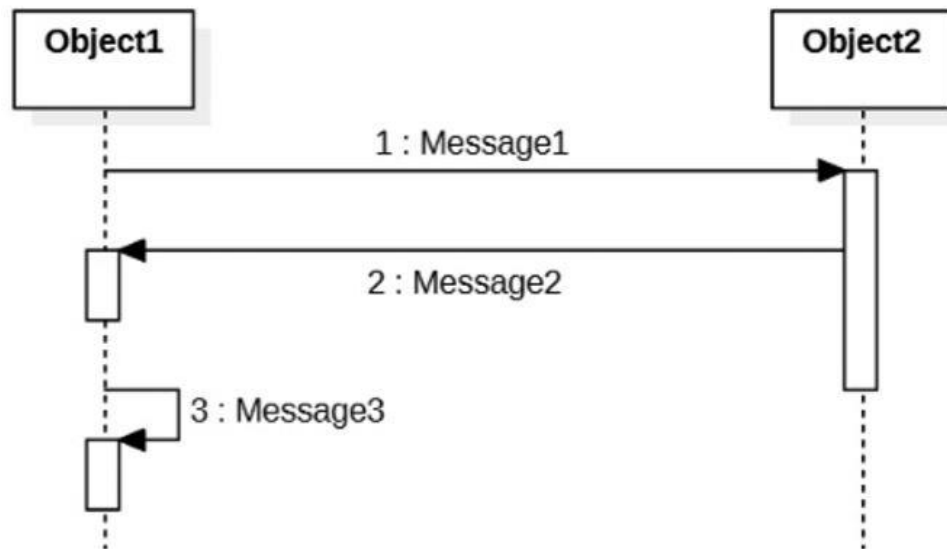 Object1
Object2
1 : Message1
2 : Message2
3 : Message3